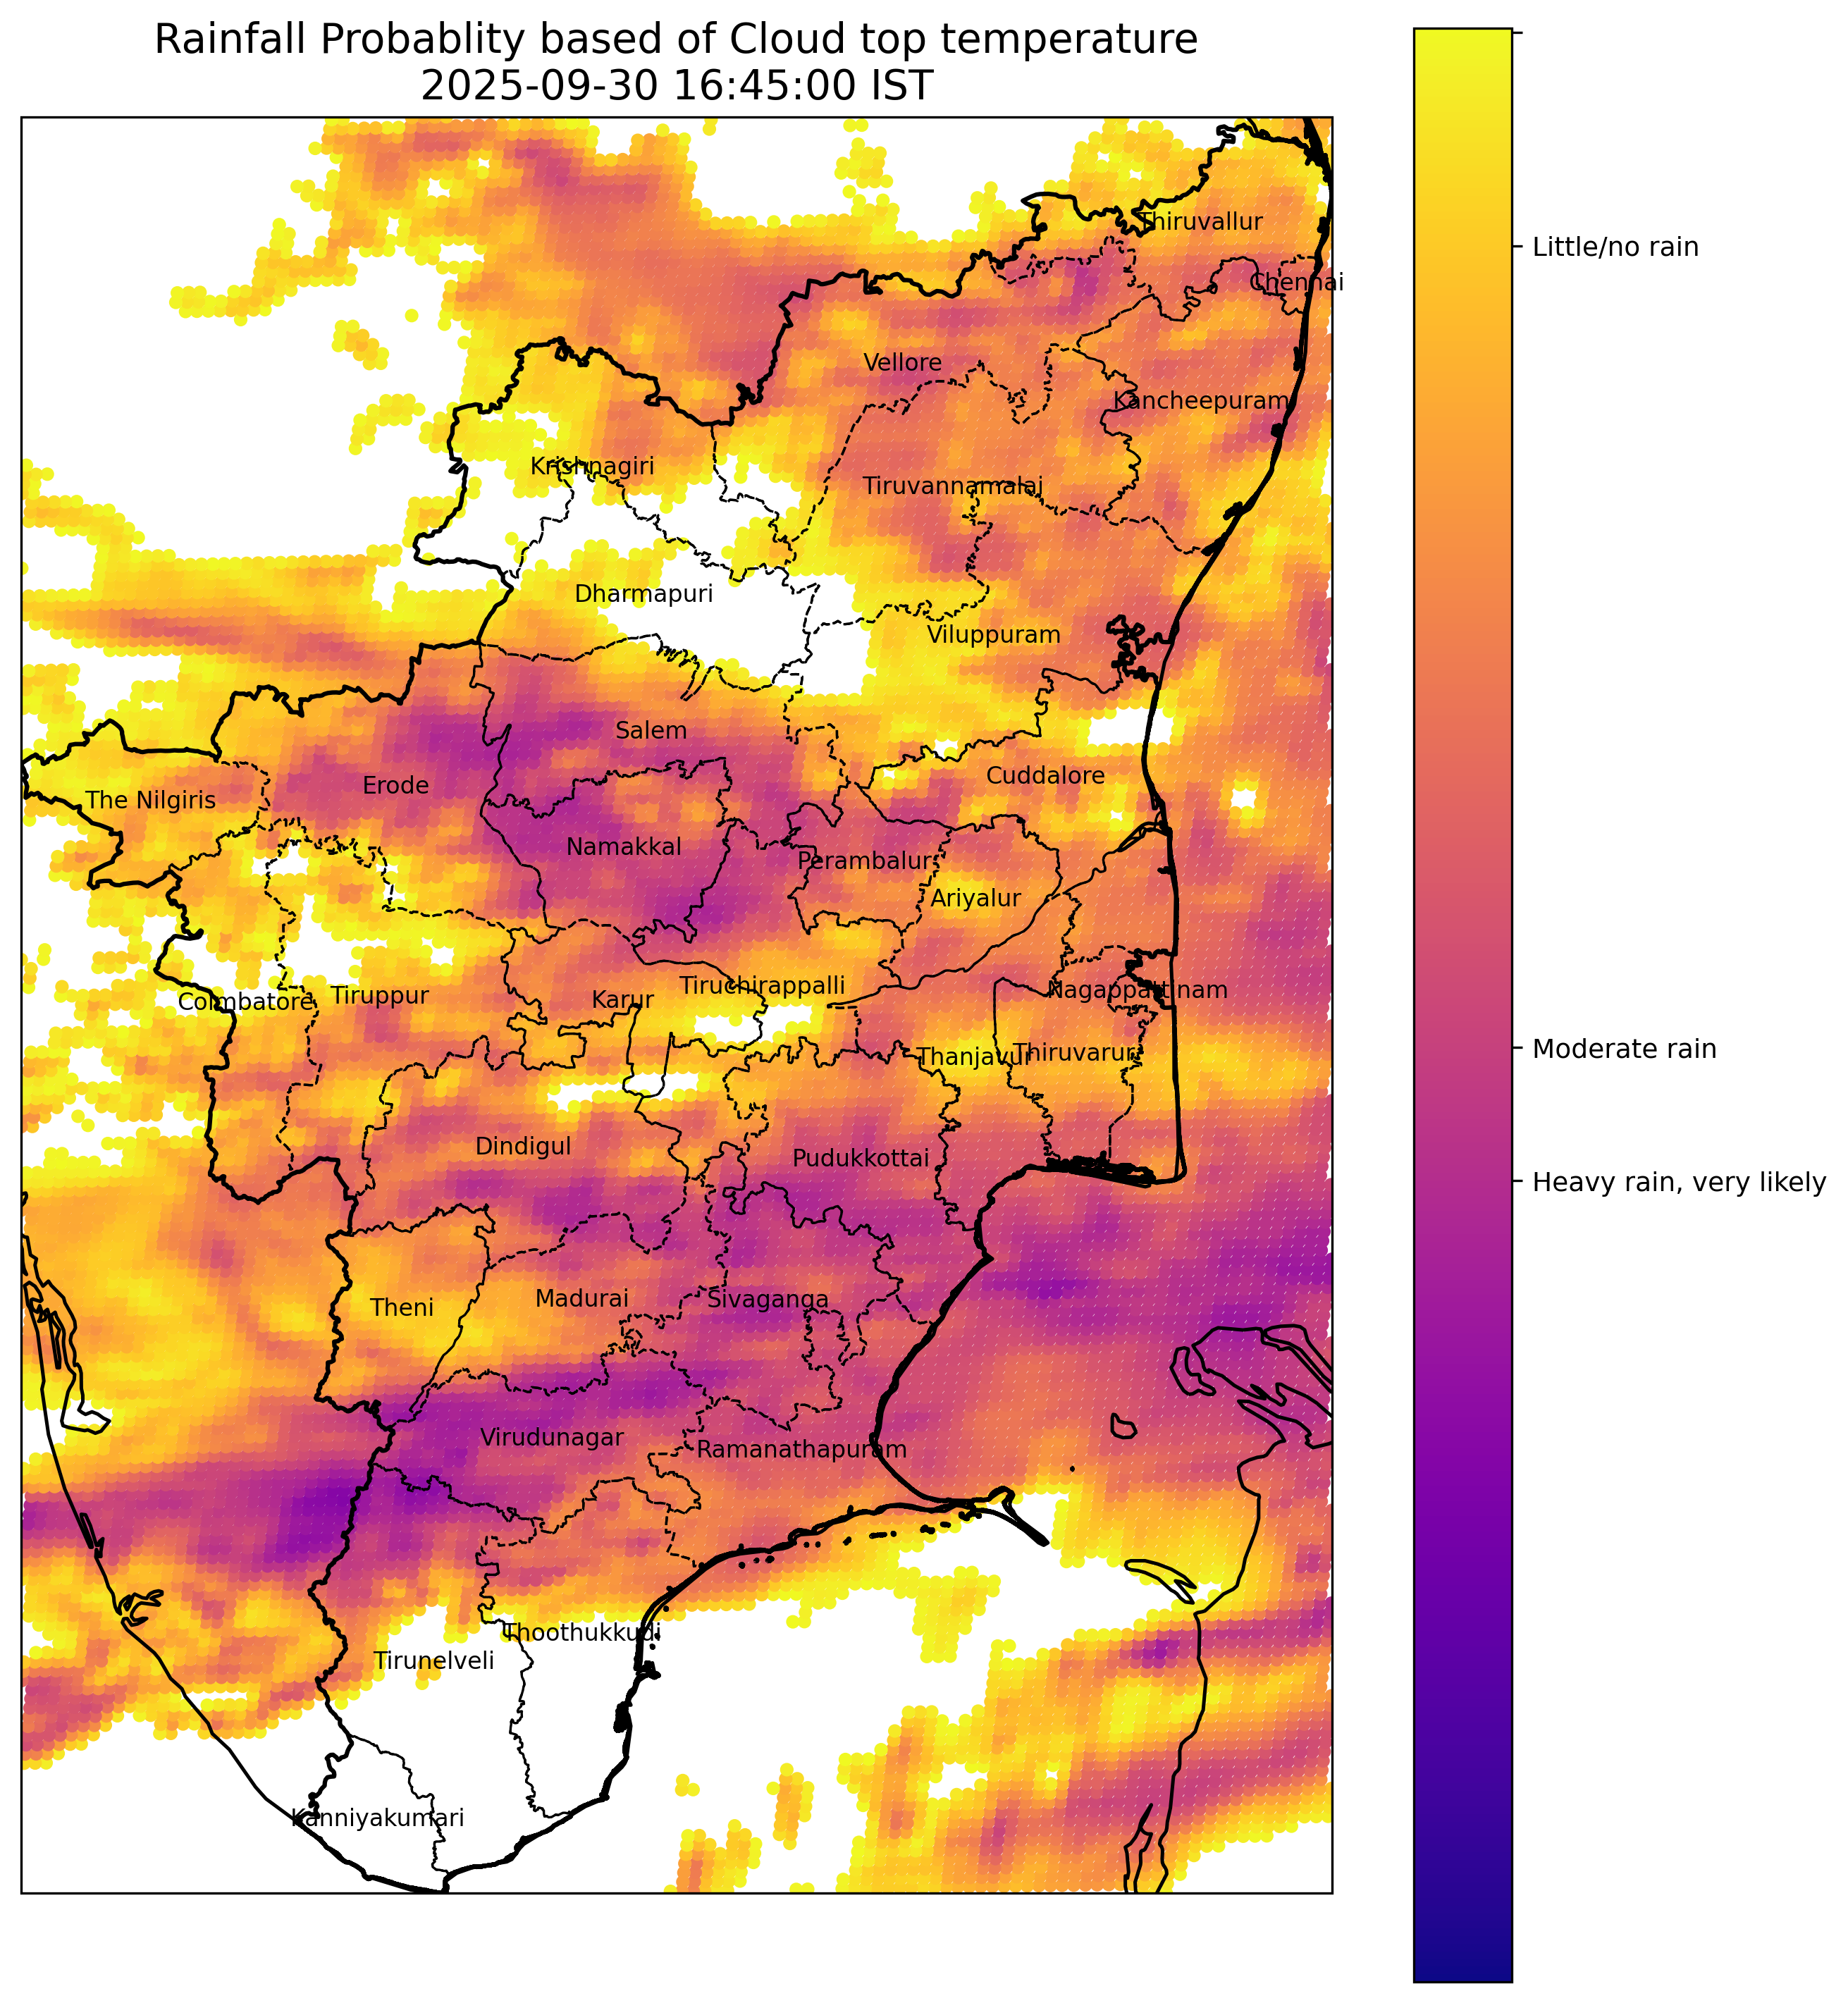 Rainfall Probablity based of Cloud top temperature
2025-09-30 16:45:00 IST
Thiruvallur
Little/no rain
Chennai
Vellore
Kancheepuram
Krishnagiri
Tiruvannamalai
Dharmapuri
Viluppuram
Salem
Cuddalore
Erode
The Nilgiris
Namakkal
Perambalur
Ariyalur
Tiruchirappalli
Nagappattinam
Coimbatore
Tiruppur
Karur
Thanjavur
Thiruvarur
Moderate rain
Dindigul
Pudukkottai
Heavy rain, very likely
Theni
Madurai
Sivaganga
Virudunagar
Ramanathapuram
Thoothukkudi
Tirunelveli
Kanniyakumari